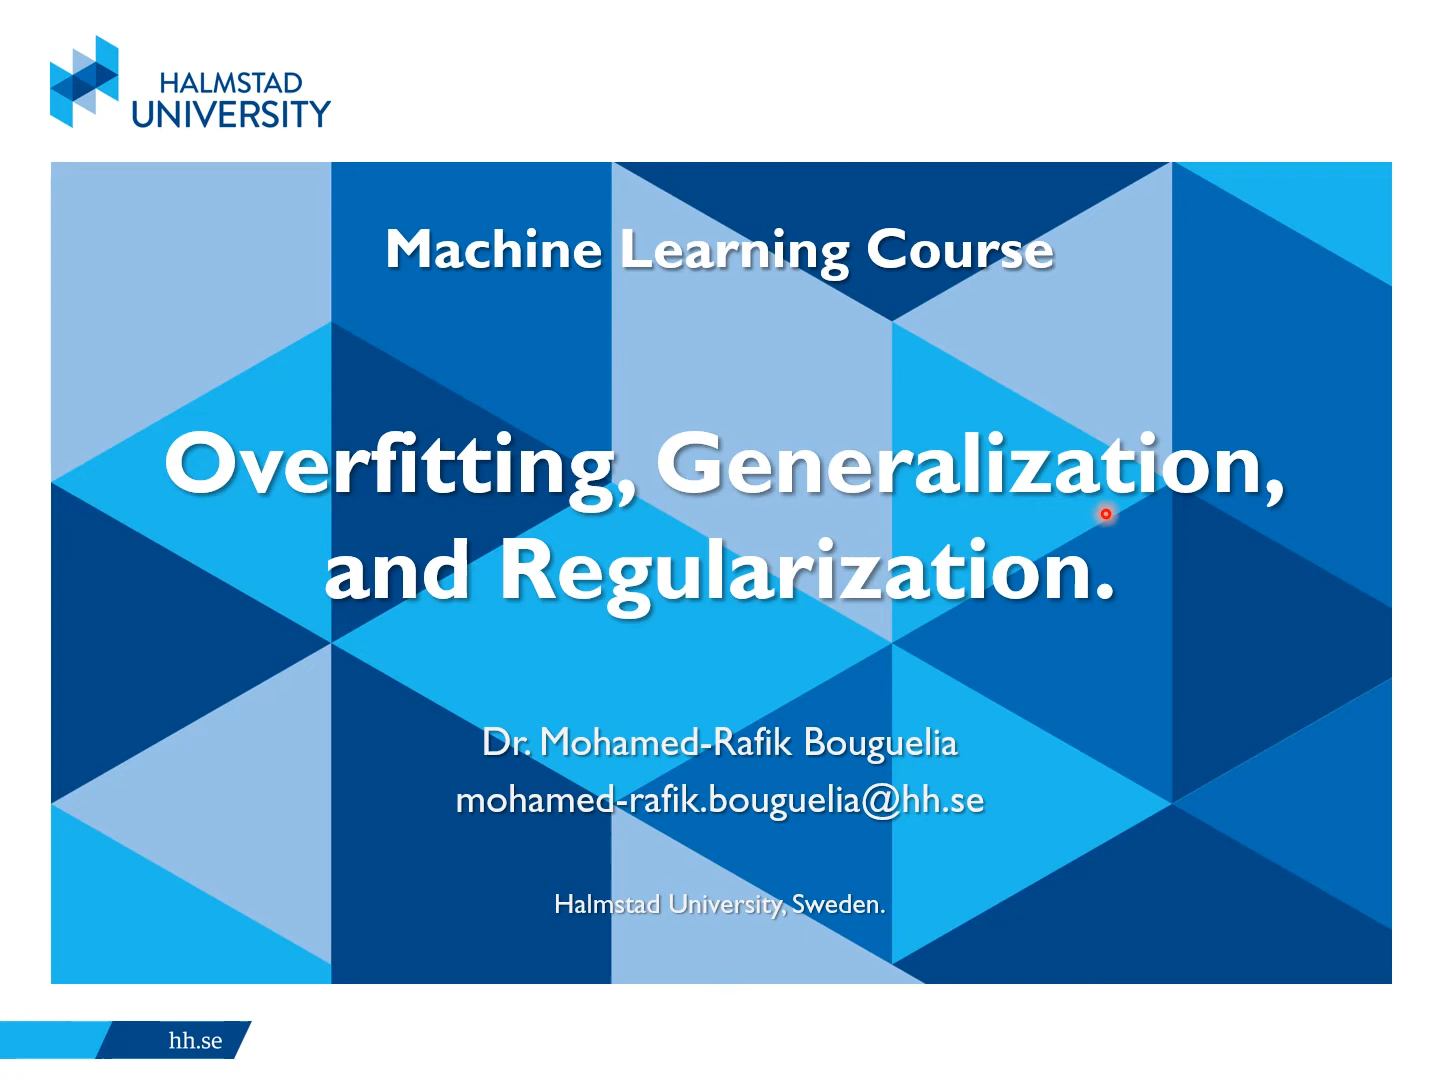 HALMSTAD
UNIVERSITY
Machine Learning Course
Overfitting, Generalization,
and Regularization.
Dr. Mohamed-Rafik Bouguelia
mohamed-rafik.bouguelia@hh.se
Halmstad University, Sweden.
hh.se